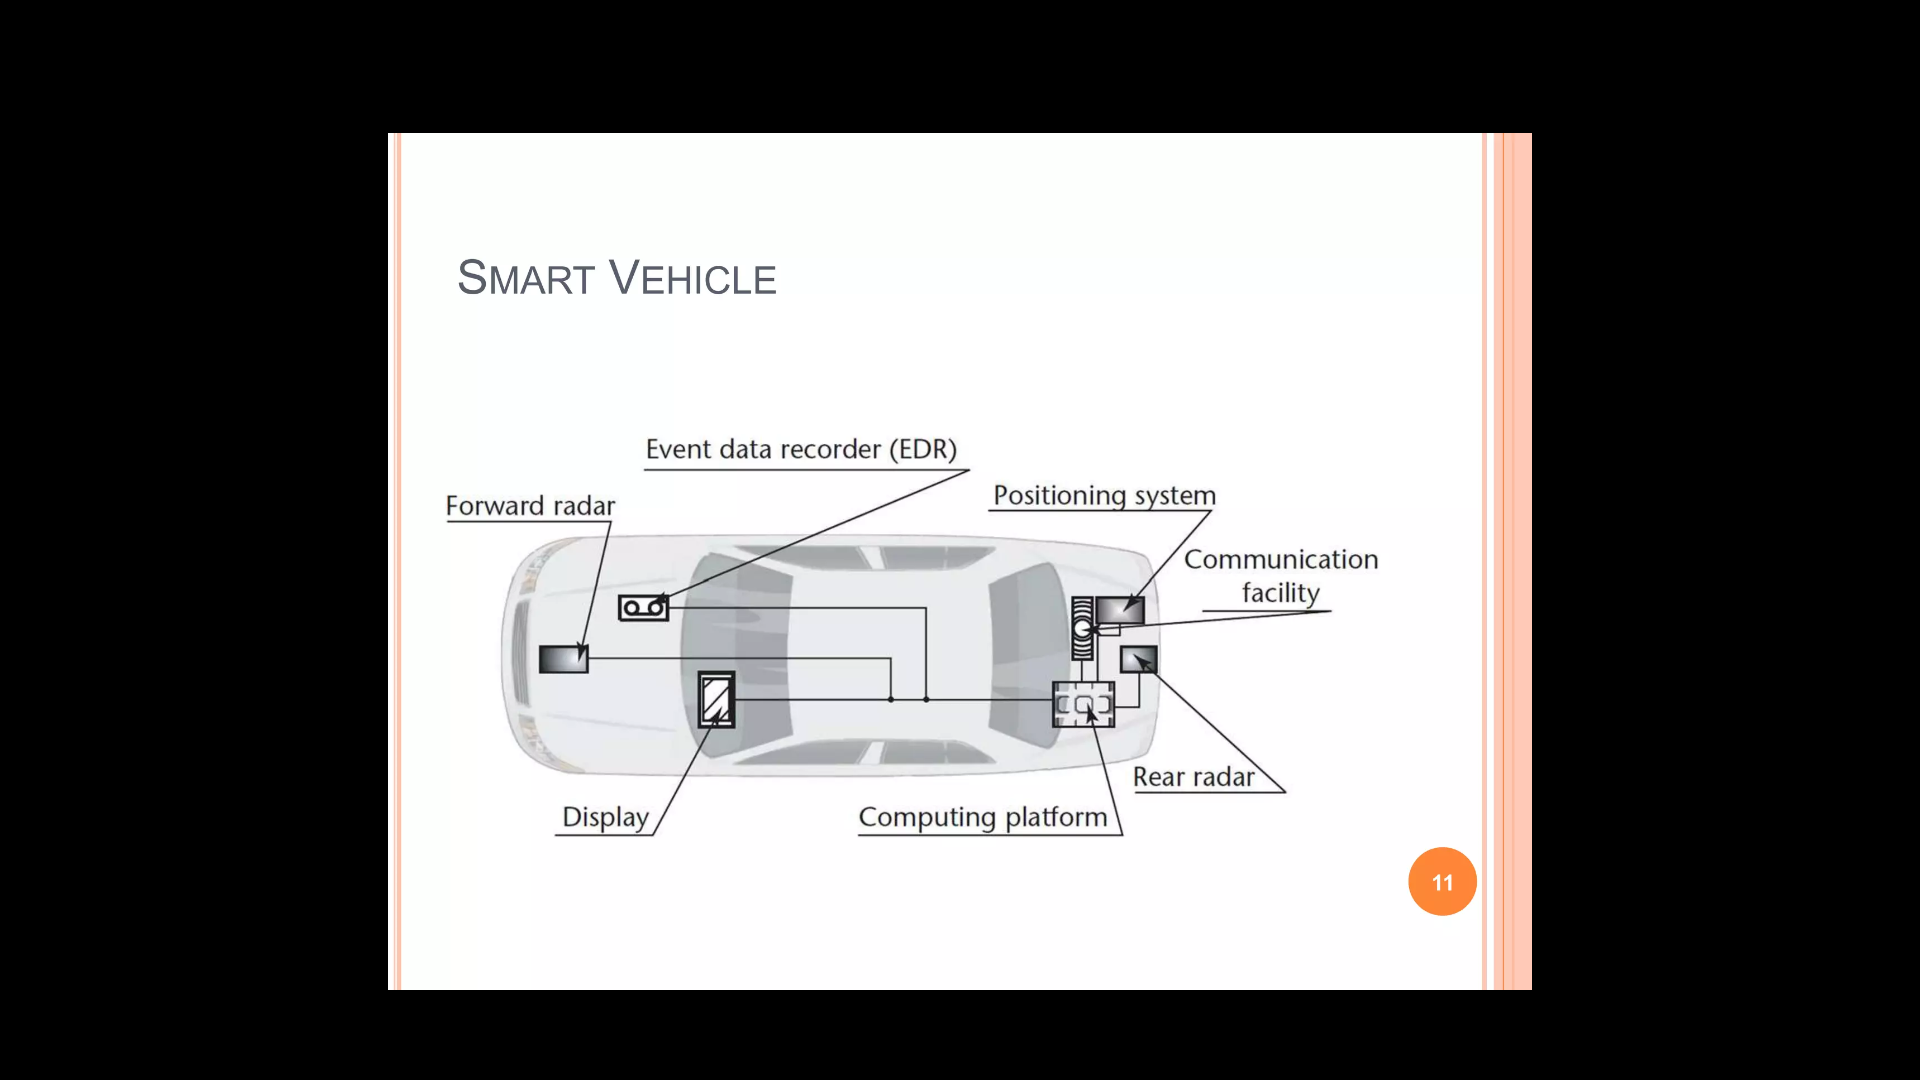 SMART VEHICLE
Event data recorder (EDR)
Forward radar
Positioning system
Communication
facility
Rear radar
Display
Computing platform
11